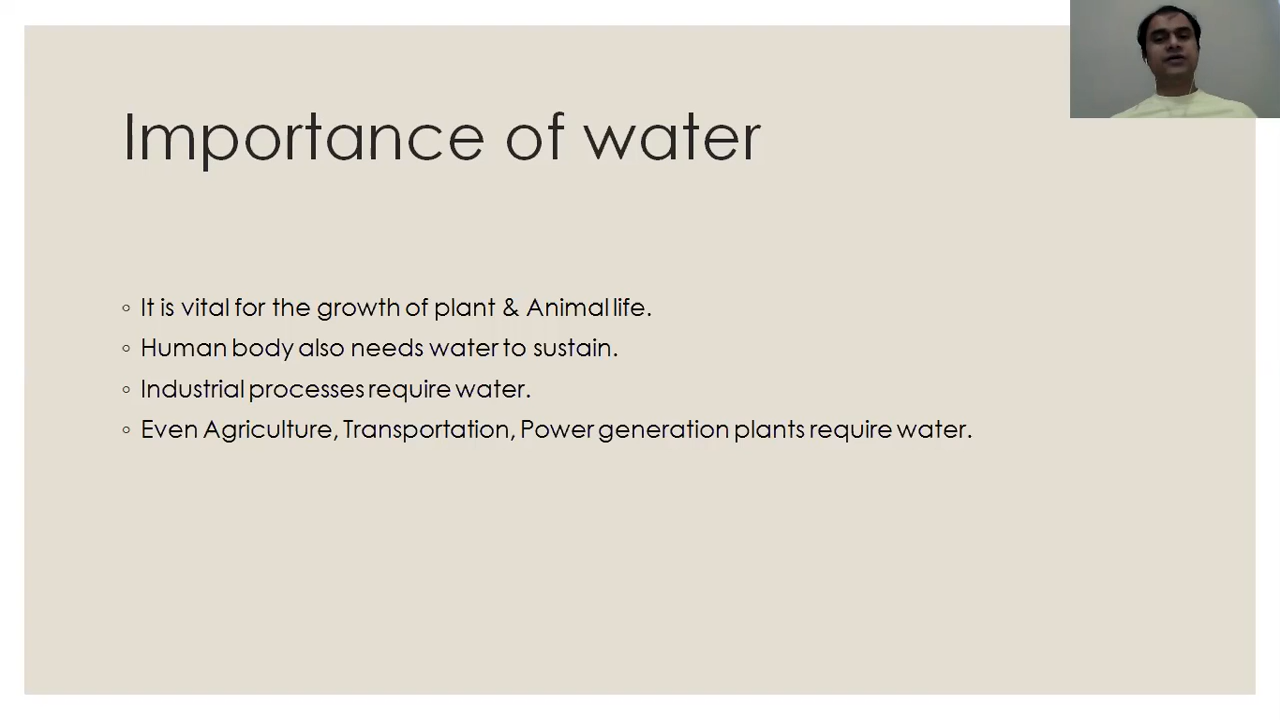 Importance of water
◦ It is vital for the growth of plant & Animal life.
◦ Human body also needs water to sustain.
◦ Industrial processes require water.
◦ Even Agriculture, Transportation, Power generation plants require water.